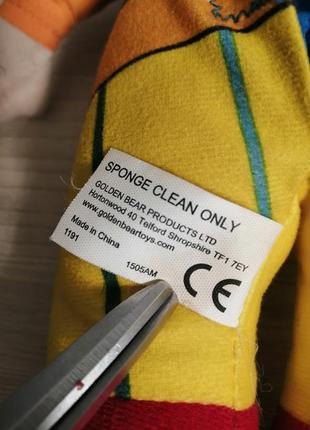 SPONGE CLEAN ONLY
GOLDEN BEAR PRODUCTS LTD
Hortonwood 40 Telford Shropshire TF1 7EY
www.goldenbeartoys.com
Made in China
1191
1505AM
CE